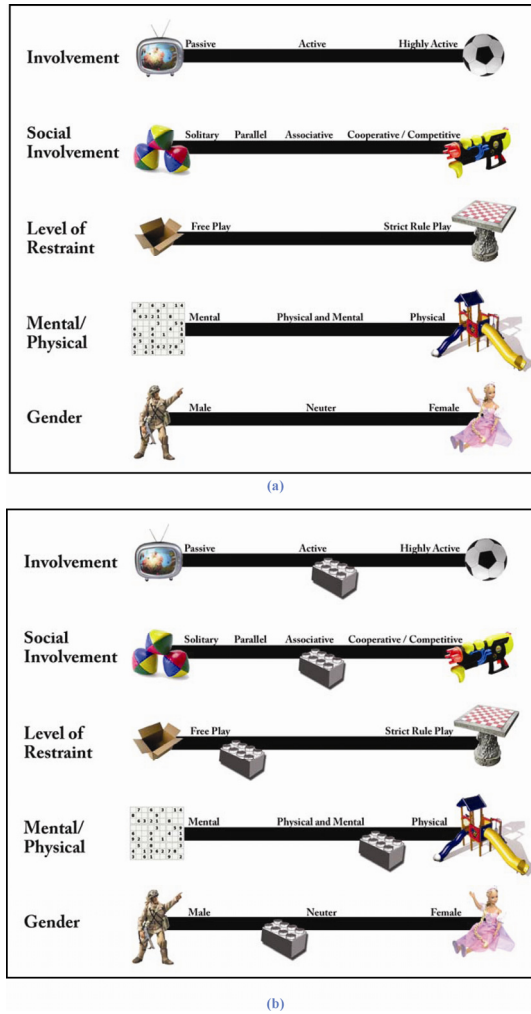 Involvement
Passive Active Highly Active
Social
Involvement
Solitary Parallel Associative Cooperative / Competitive
Level of
Restraint
Free Play Strict Rule Play
Mental/
Physical
Mental Physical and Mental Physical
Gender
Male Neuter Female
(a)
Involvement
Passive Active Highly Active
Social
Involvement
Solitary Parallel Associative Cooperative / Competitive
Level of
Restraint
Free Play Strict Rule Play
Mental/
Physical
Mental Physical and Mental Physical
Gender
Male Neuter Female
(b)